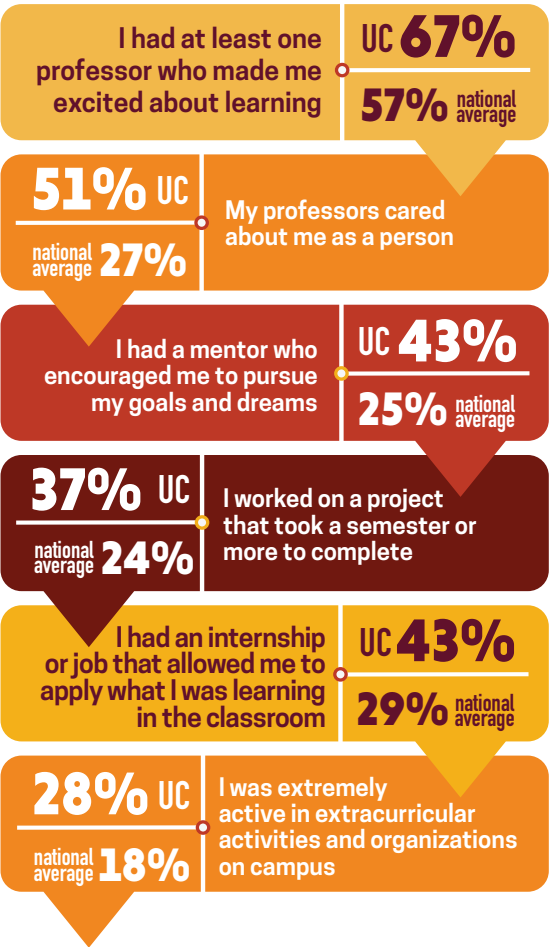 I had at least one
professor who made me
excited about learning
UC 67%
57% national
average
51% UC
national
average 27%
My professors cared
about me as a person
I had a mentor who
encouraged me to pursue
my goals and dreams
UC 43%
25% national
average
37% UC
national
average 24%
I worked on a project
that took a semester or
more to complete
I had an internship
or job that allowed me to
apply what I was learning
in the classroom
UC 43%
29% national
average
28% UC
national
average 18%
I was extremely
active in extracurricular
activities and organizations
on campus